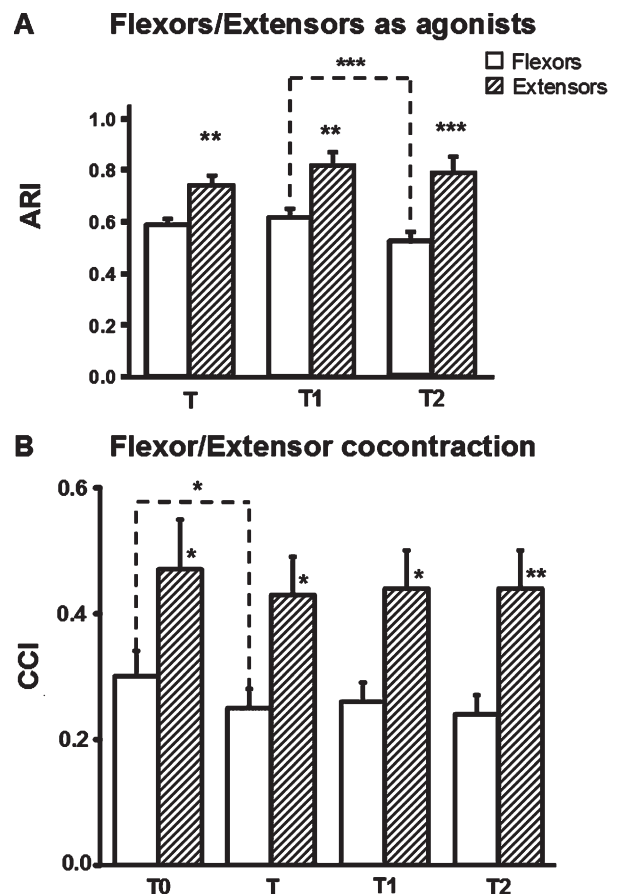 A Flexors/Extensors as agonists
Flexors
Extensors
***
** ** ***
1.0
0.8
0.6
0.4
0.2
0.0
ARI
T T1 T2
B Flexor/Extensor cocontraction
0.6
0.4
0.2
0.0
CCI
*
* * * **
T0 T T1 T2